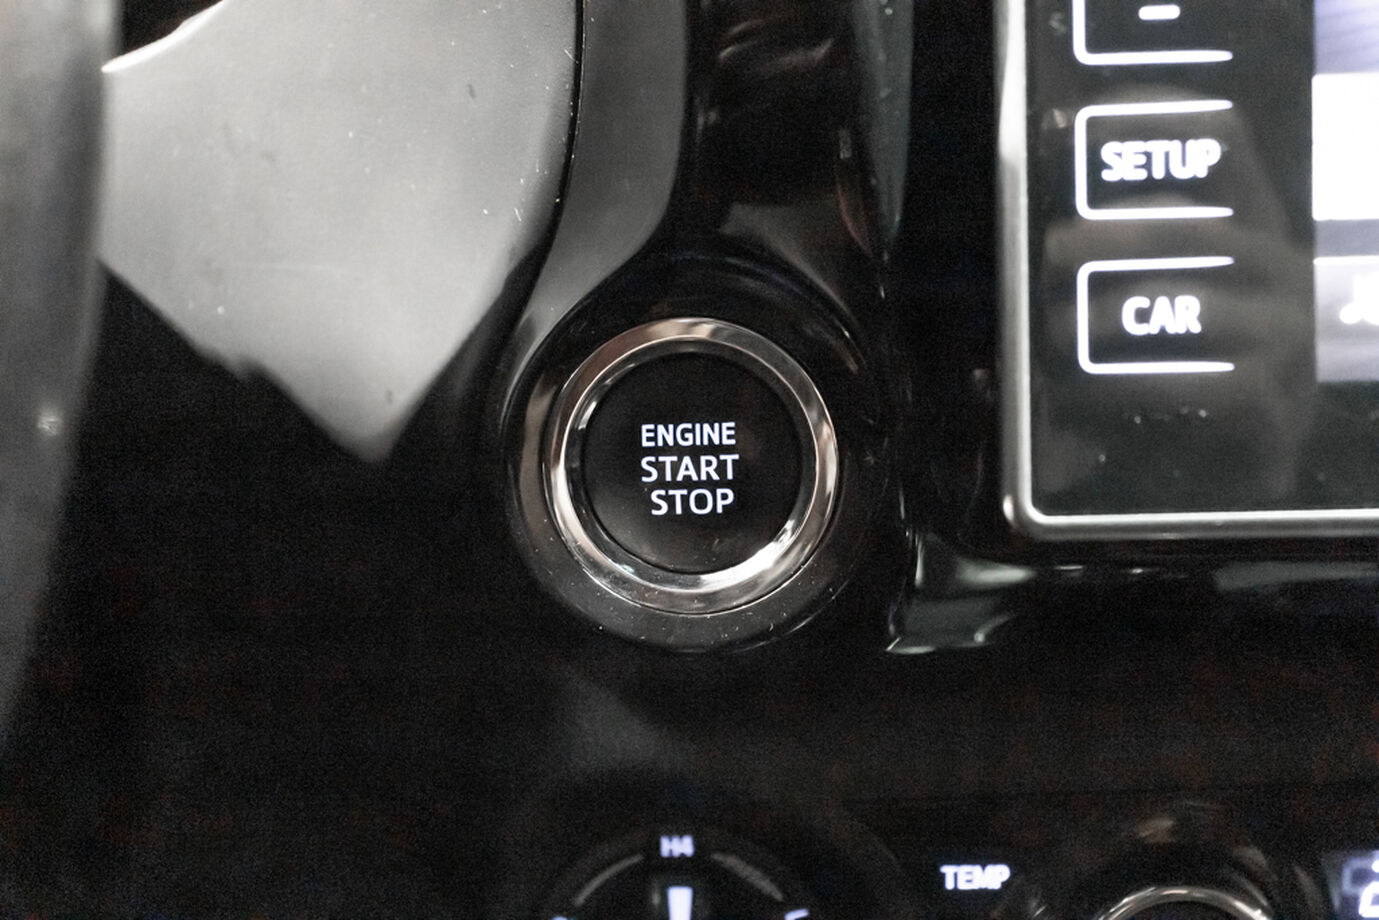 SETUP
CAR
ENGINE
START
STOP
H4
TEMP